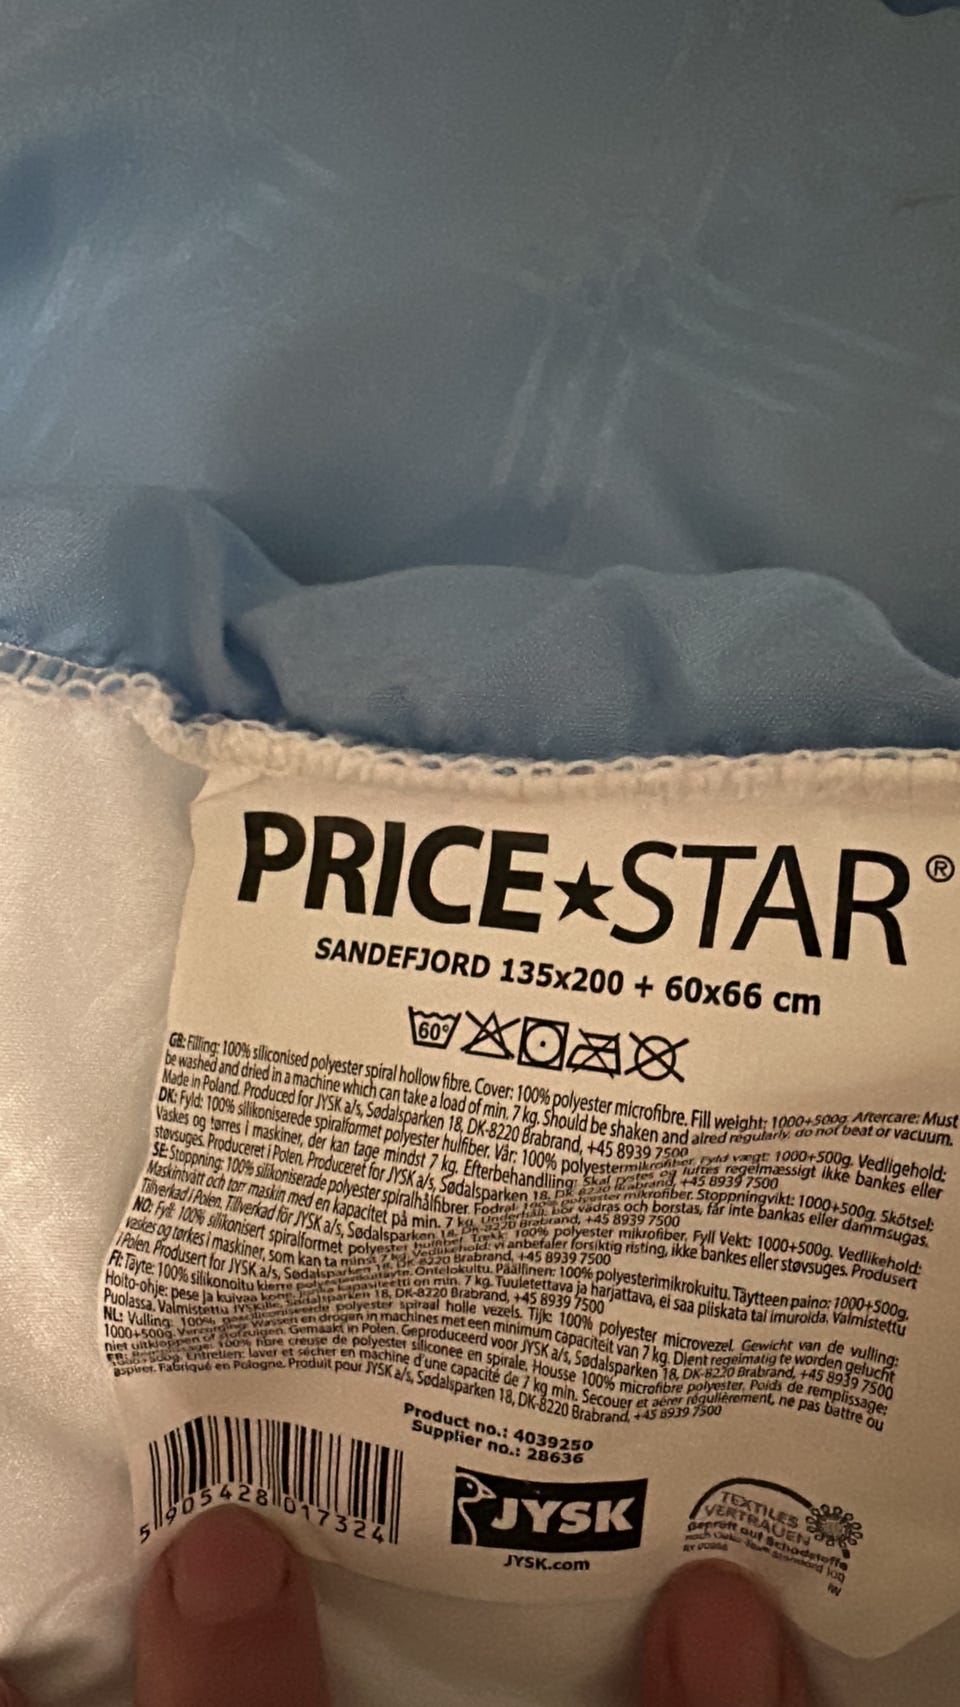 PRICE★STAR®
SANDEFJORD 135x200 + 60x66 cm
60°
GB: Filling: 100% siliconised polyester spiral hollow fibre. Cover: 100% polyester microfibre. Fill weight: 1000+500g. Aftercare: Must
be washed and dried in a machine which can take a load of min. 7 kg. Should be shaken and aired regularly, do not beat or vacuum.
Made in Poland. Produced for JYSK a/s, Sødalsparken 18, DK-8220 Brabrand, +45 8939 7500
DK: Fyld: 100% silikoniserede spiralformet polyester hulfiber. Vår: 100% polyestermikrofiber. Fyld vægt: 1000+500g. Vedligehold:
Vaskes og tørres i maskiner, der kan tage mindst 7 kg. Efterbehandling: Skal rystes og luftes regelmæssigt ikke bankes eller
støvsuges. Produceret i Polen. Produceret for JYSK a/s, Sødalsparken 18, DK 8220 Brabrand, +45 8939 7500
SE: Stoppning: 100% silikoniserade polyester spiralhålfibrer. Fodral 100% polyester mikrofiber. Stoppningvikt: 1000+500g. Skötsel:
Maskintvätt och torr maskin med en kapacitet på min. 7 kg. Underhåll: bör vädras och borstas, får inte bankas eller dammsugas.
Tillverkad i Polen. Tillverkad för JYSK a/s, Sødalsparken 18, DK-8220 Brabrand, +45 8939 7500
NO: Fyll: 100% silikonisert spiralformet polyester hulfiber. Trekk: 100% polyester mikrofiber, Fyll Vekt: 1000+500g. Vedlikehold:
vaskes og tørkes i maskiner, som kan ta minst 7 kg. Vedlikehold: vi anbefaler forsiktig risting, ikke bankes eller støvsuges. Produsert
i Polen. Produsert for JYSK a/s, Sødalsparken 18, DK-8220 Brabrand, +45 8939 7500
FI: Täyte: 100% silikonoitu kierre Ontelokuitu. Päällinen: 100% polyesterimikrokuitu. Täytteen paino: 1000+500g.
Hoito-ohje: pese ja kuivaa kone, kapasiteetti on min. 7 kg. Tuuletettava ja harjattava, ei saa piiskata tai imuroida. Valmistettu
Puolassa. Valmistettu JYSKille, Sødalsparken 18, DK-8220 Brabrand, +45 8939 7500
NL: Vulling: 100% gesiliconiseerde polyester spiraal holle vezels. Tijk: 100% polyester microvezel. Gewicht van de vulling:
1000+500g. Verzorging: Wassen en drogen in machines met een minimum capaciteit van 7 kg. Dient regelmatig te worden gelucht
niet uitkloppen of stofzuigen. Gemaakt in Polen. Geproduceerd voor JYSK a/s, Sødalsparken 18, DK-8220 Brabrand, +45 8939 7500
FR: 100% fibre creuse de polyester siliconee en spirale, Housse 100% microfibre polyester, Poids de remplissage:
1000+500g. Entretien: laver et sécher en machine d'une capacité de 7 kg min. Secouer et aérer régulièrement, ne pas battre ou
aspirer. Fabriqué en Pologne. Produit pour JYSK a/s, Sødalsparken 18, DK-8220 Brabrand, +45 8939 7500
Product no.: 4039250
Supplier no.: 28636
5 905428 017324
JYSK
JYSK.com
TEXTILES
VERTRAUEN
Geprüft auf Schadstoffe
nach Oeko-Tex Standard 100
IW